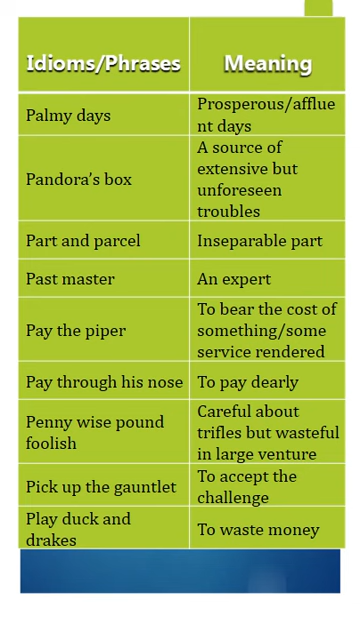 Idioms/Phrases Meaning
Palmy days
Prosperous/afflue
nt days
Pandora's box
A source of
extensive but
unforeseen
troubles
Part and parcel
Inseparable part
Past master
An expert
Pay the piper
To bear the cost of
something/some
service rendered
Pay through his nose
To pay dearly
Penny wise pound
foolish
Careful about
trifles but wasteful
in large venture
Pick up the gauntlet
To accept the
challenge
Play duck and
drakes
To waste money